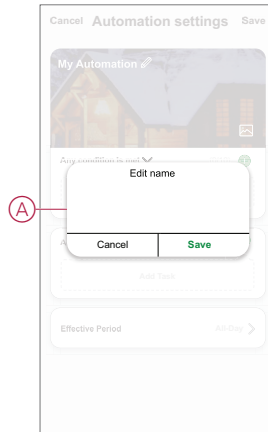 Cancel Automation settings Save
My Automation
Any condition is met
Edit name
A
Cancel Save
Add Task
Effective Period All-Day